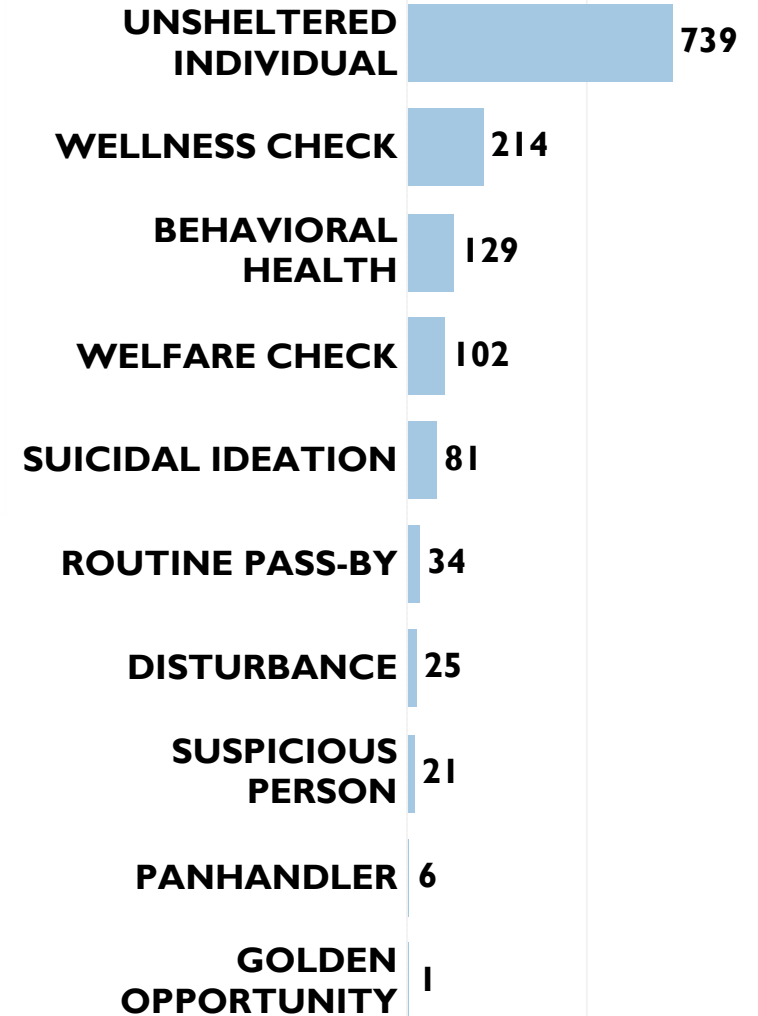 UNSHELTERED
INDIVIDUAL
739
WELLNESS CHECK
214
BEHAVIORAL
HEALTH
129
WELFARE CHECK
102
SUICIDAL IDEATION
81
ROUTINE PASS-BY
34
DISTURBANCE
25
SUSPICIOUS
PERSON
21
PANHANDLER
6
GOLDEN
OPPORTUNITY
1